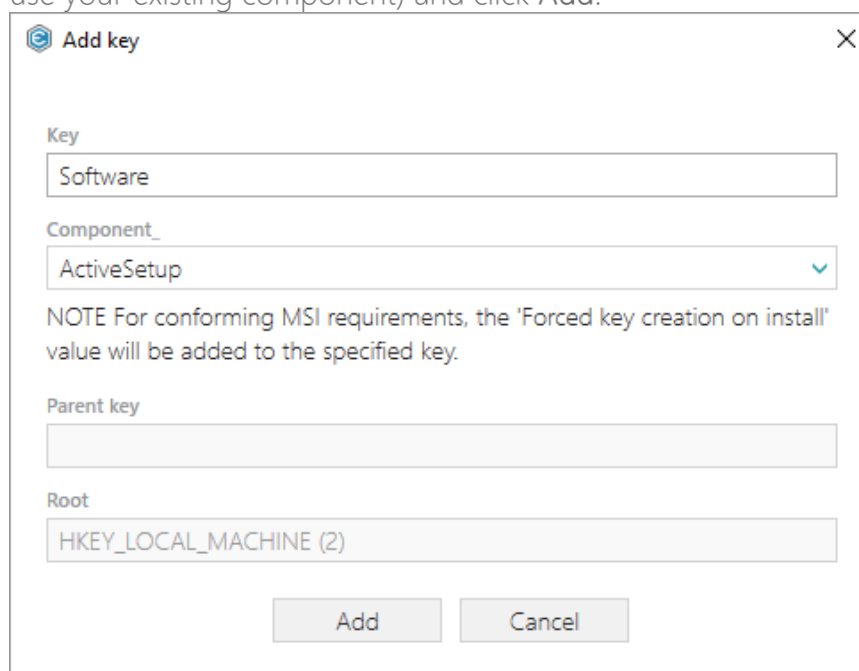 use your existing component) and click Add.
Add key
Key
Software
Component_
ActiveSetup
NOTE For conforming MSI requirements, the 'Forced key creation on install'
value will be added to the specified key.
Parent key
Root
HKEY_LOCAL_MACHINE (2)
Add Cancel